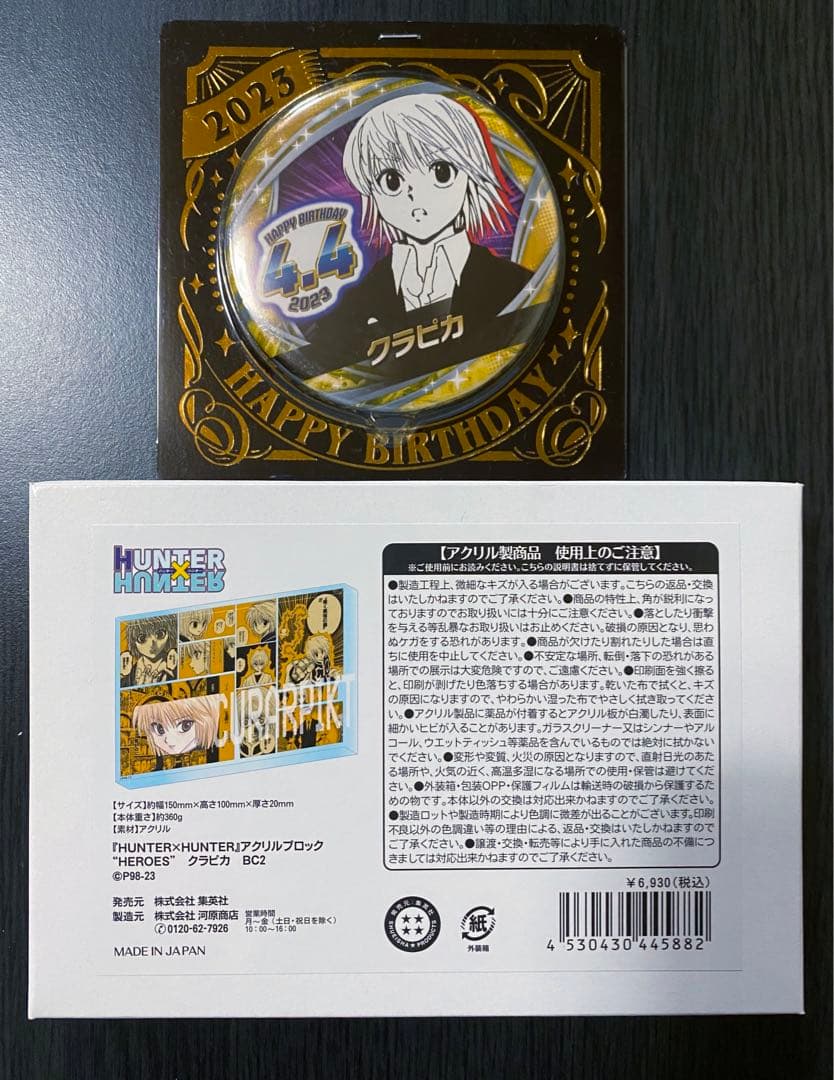 2023
HAPPY BIRTHDAY
4.4
2023
クラピカ
HAPPY BIRTHDAY
HUNTER
×
HUNTER
CURARPIKT
【サイズ】約幅150mm×高さ100mm×厚さ20mm
【本体重さ】約360g
【素材】アクリル
『HUNTER×HUNTER』アクリルブロック
“HEROES” クラピカ BC2
©P98-23
発売元 株式会社 集英社
製造元 株式会社 河原商店
✆0120-62-7926
営業時間
月～金(土日・祝日を除く)
10:00～16:00
MADE IN JAPAN
【アクリル製商品 使用上のご注意】
※ご使用前にお読みください。こちらの説明書は捨てずに保管してください。
●製造工程上、微細なキズが入る場合がございます。こちらの返品・交換
はいたしかねますのでご了承ください。●商品の特性上、角が鋭利になっ
ておりますのでお取り扱いには十分にご注意ください。●落としたり衝撃
を与える等乱暴なお取り扱いはお止めください。破損の原因となり、思わ
ぬケガをする恐れがあります。●商品が欠けたり割れたりした場合は直
ちに使用を中止してください。●不安定な場所、転倒・落下の恐れがある
場所での展示は大変危険ですので、ご遠慮ください。●印刷面を強く擦る
と、印刷が剥げたり色落ちする場合があります。乾いた布で拭くと、キズ
の原因になりますので、やわらかい湿った布でやさしく拭き取ってくださ
い。●アクリル製品に薬品が付着するとアクリル板が白濁したり、表面に
細かいヒビが入ることがあります。ガラスクリーナー又はシンナーやアル
コール、ウエットティッシュ等薬品を含んでいるものでは絶対に拭かない
でください。●変形や変質、火災の原因となりますので、直射日光のあた
る場所や、火気の近く、高温多湿になる場所での使用・保管は避けてくだ
さい。●外装箱・包装OPP・保護フィルムは輸送時の破損から保護するた
めの物です。本体以外の交換は対応出来かねますのでご了承ください。
●製造ロットや製造時期により色調に微差が出ることがございます。印刷
不良以外の色調違い等の理由による、返品・交換はいたしかねますので
ご了承ください。●譲渡・交換・転売等により手に入れた商品の不備につ
きましては対応出来かねますのでご了承ください。
￥6,930(税込)
発売元:集英社
SHUEISHA PRODUCTS
紙
外装箱
4 530430 445882